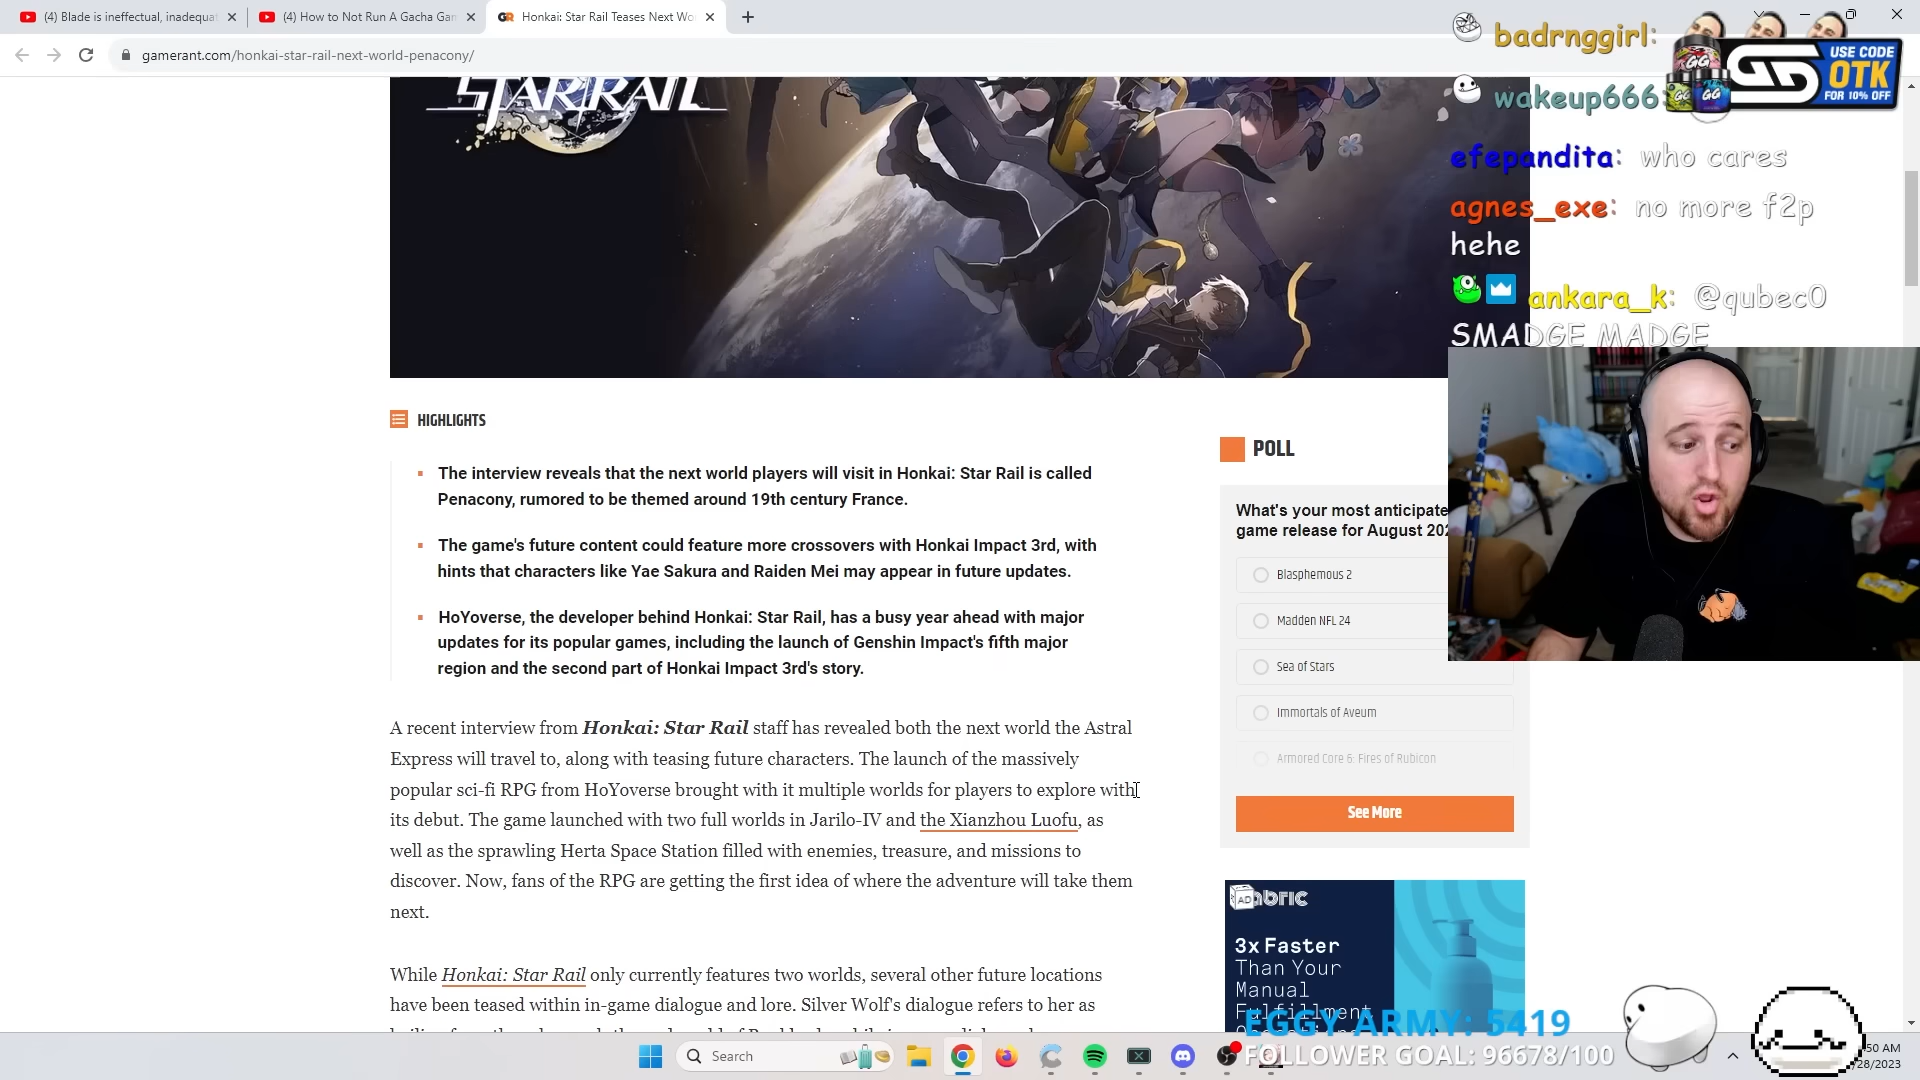 (4) Blade is ineffectual, inadequa
(4) How to Not Run A Gacha Gam
Honkai: Star Rail Teases Next Wo
gamerant.com/honkai-star-rail-next-world-penacony/
STAR RAIL
HIGHLIGHTS
The interview reveals that the next world players will visit in Honkai: Star Rail is called
Penacony, rumored to be themed around 19th century France.
The game's future content could feature more crossovers with Honkai Impact 3rd, with
hints that characters like Yae Sakura and Raiden Mei may appear in future updates.
HoYoverse, the developer behind Honkai: Star Rail, has a busy year ahead with major
updates for its popular games, including the launch of Genshin Impact's fifth major
region and the second part of Honkai Impact 3rd's story.
A recent interview from Honkai: Star Rail staff has revealed both the next world the Astral
Express will travel to, along with teasing future characters. The launch of the massively
popular sci-fi RPG from HoYoverse brought with it multiple worlds for players to explore with
its debut. The game launched with two full worlds in Jarilo-IV and the Xianzhou Luofu, as
well as the sprawling Herta Space Station filled with enemies, treasure, and missions to
discover. Now, fans of the RPG are getting the first idea of where the adventure will take them
next.
While Honkai: Star Rail only currently features two worlds, several other future locations
have been teased within in-game dialogue and lore. Silver Wolf's dialogue refers to her as
POLL
What's your most anticipate
game release for August 202
Blasphemous 2
Madden NFL 24
Sea of Stars
Immortals of Aveum
Armored Core 6: Fires of Rubicon
See More
AD
3x Faster
Than Your
Manual
Fulfillment
badrnggirl:
wakeup666:
efepandita: who cares
agnes_exe: no more f2p
hehe
ankara_k: @qubec0
SMADGE MADGE
GG
GG
GG
USE CODE
OTK
FOR 10% OFF
EGGY ARMY: 5419
FOLLOWER GOAL: 96678/100
Search
:50 AM
/28/2023